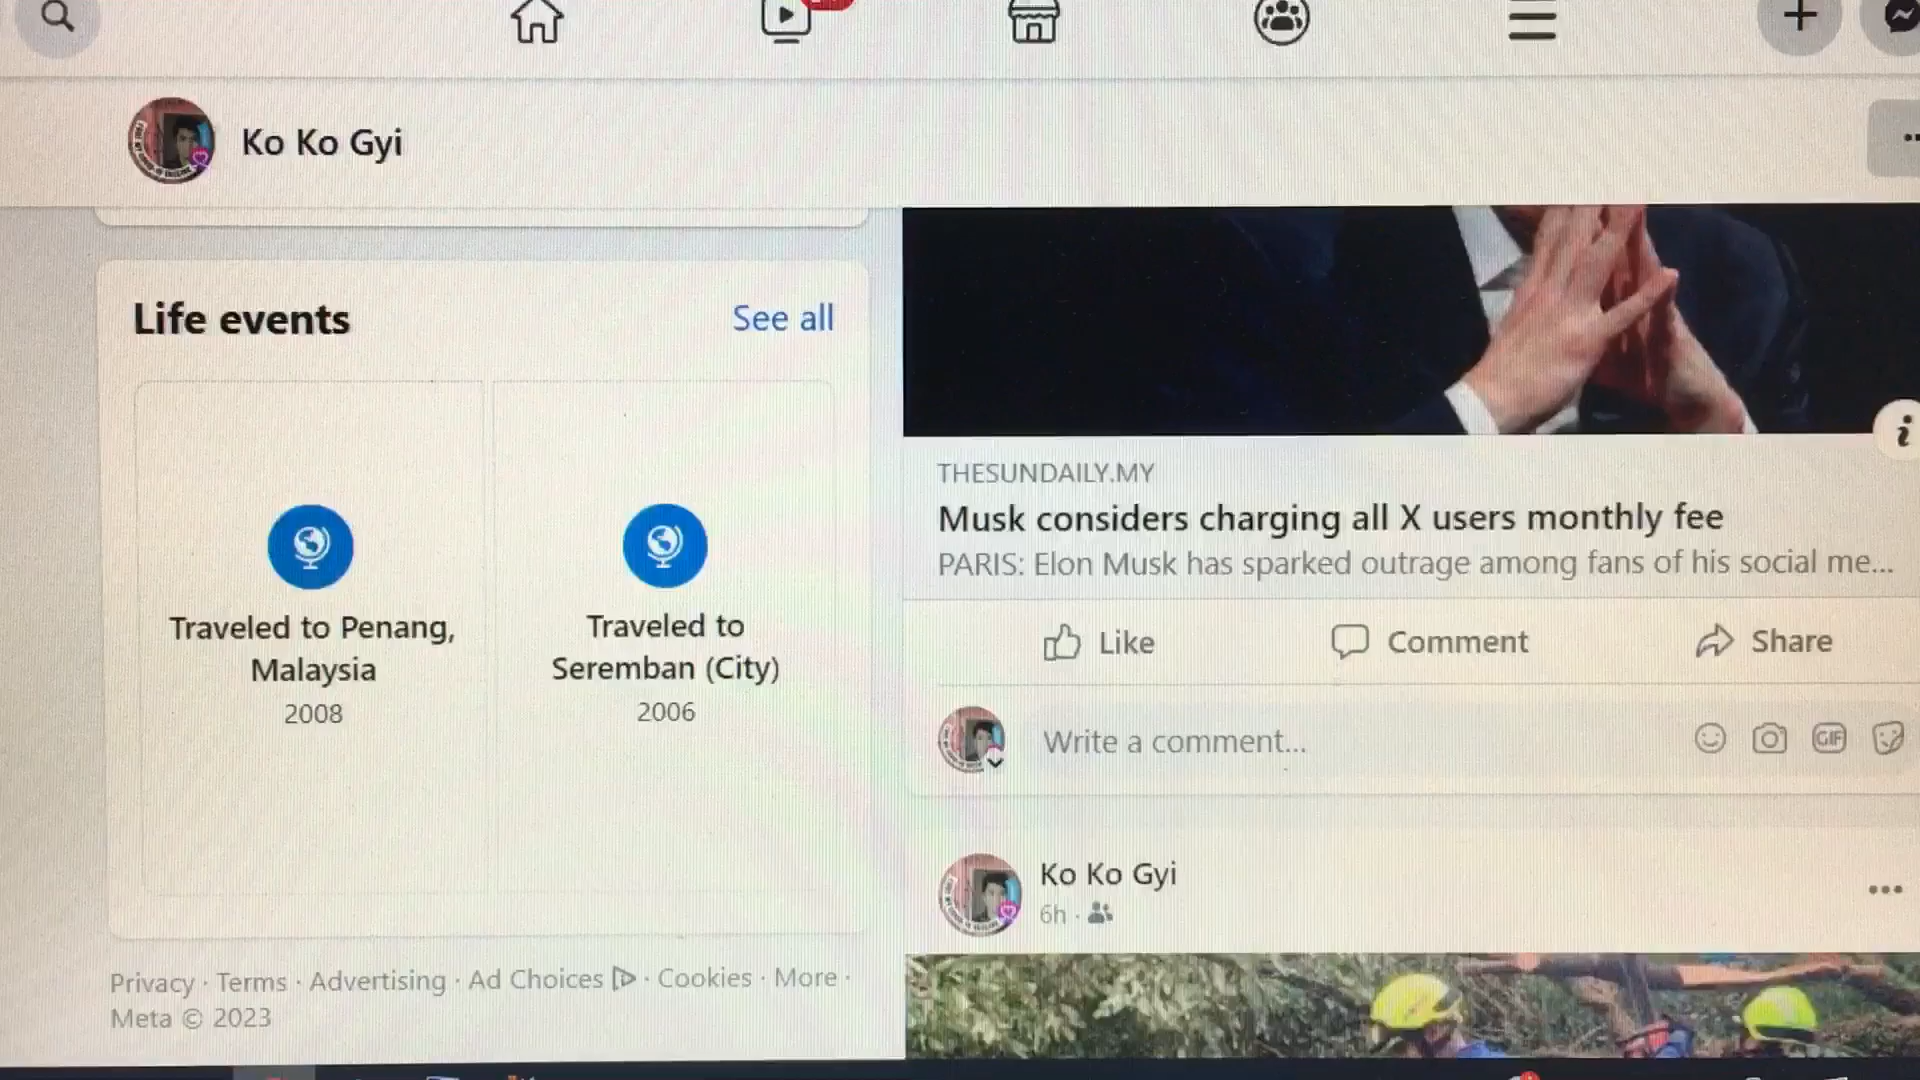 Ko Ko Gyi
Life events
See all
Traveled to Penang,
Malaysia
2008
Traveled to
Seremban (City)
2006
Privacy · Terms · Advertising · Ad Choices · Cookies · More ·
Meta © 2023
THESUNDAILY.MY
Musk considers charging all X users monthly fee
PARIS: Elon Musk has sparked outrage among fans of his social me...
Like
Comment
Share
Write a comment...
GIF
Ko Ko Gyi
6h ·